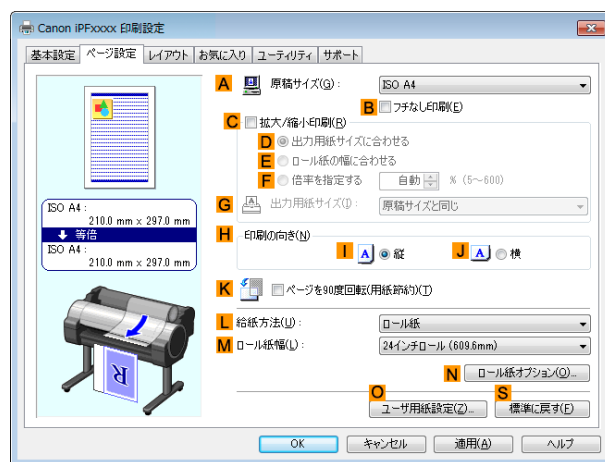 Canon iPFxxxx 印刷設定
基本設定 ページ設定 レイアウト お気に入り ユーティリティ サポート
A 原稿サイズ(G): ISO A4
B フチなし印刷(E)
C 拡大/縮小印刷(R)
D 出力用紙サイズに合わせる
E ロール紙の幅に合わせる
F 倍率を指定する 自動 % (5～600)
G 出力用紙サイズ(I): 原稿サイズと同じ
H 印刷の向き(N)
I A 縦 J A 横
K ページを90度回転(用紙節約)(T)
L 給紙方法(U): ロール紙
M ロール紙幅(L): 24インチロール (609.6mm)
N ロール紙オプション(O)...
O S
ユーザ用紙設定(Z)... 標準に戻す(F)
ISO A4 :
210.0 mm x 297.0 mm
等倍
ISO A4 :
210.0 mm x 297.0 mm
R
OK キャンセル 適用(A) ヘルプ